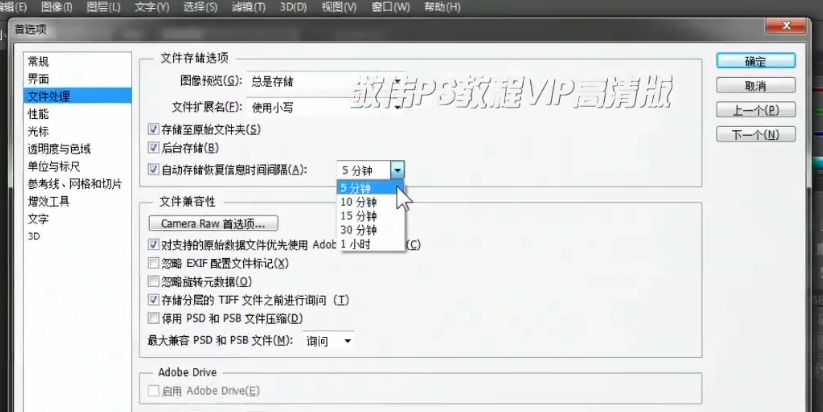 编辑(E) 图像(I) 图层(L) 文字(Y) 选择(S) 滤镜(T) 3D(D) 视图(V) 窗口(W) 帮助(H)
首选项
常规
界面
文件处理
性能
光标
透明度与色域
单位与标尺
参考线、网格和切片
增效工具
文字
3D
文件存储选项
图像预览(G): 总是存储
文件扩展名(F): 使用小写
敬伟PS教程VIP高清版
存储至原始文件夹(S)
后台存储(B)
自动存储恢复信息时间间隔(A): 5 分钟
5 分钟
10 分钟
15 分钟
30 分钟
1 小时
文件兼容性
Camera Raw 首选项...
对支持的原始数据文件优先使用 Adob (C)
忽略 EXIF 配置文件标记(X)
忽略旋转元数据(O)
存储分层的 TIFF 文件之前进行询问 (T)
停用 PSD 和 PSB 文件压缩(D)
最大兼容 PSD 和 PSB 文件(M): 询问
Adobe Drive
启用 Adobe Drive(E)
确定
取消
上一个(P)
下一个(N)